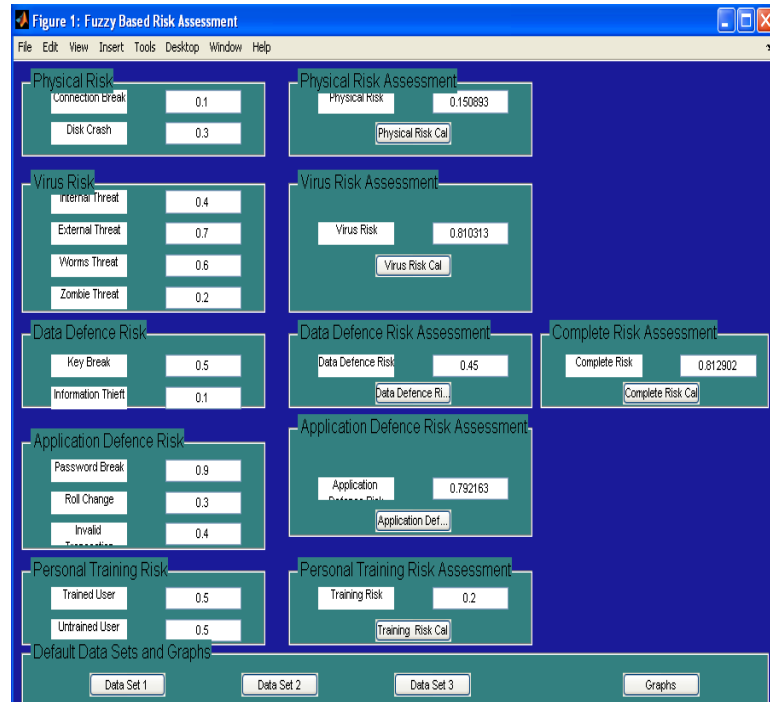 Figure 1: Fuzzy Based Risk Assessment
File Edit View Insert Tools Desktop Window Help
Physical Risk
Connection Break 0.1
Disk Crash 0.3
Physical Risk Assessment
Physical Risk 0.150893
Physical Risk Cal
Virus Risk
Internal Threat 0.4
External Threat 0.7
Worms Threat 0.6
Zombie Threat 0.2
Virus Risk Assessment
Virus Risk 0.810313
Virus Risk Cal
Data Defence Risk
Key Break 0.5
Information Thieft 0.1
Data Defence Risk Assessment
Data Defence Risk 0.45
Data Defence Ri...
Complete Risk Assessment
Complete Risk 0.812902
Complete Risk Cal
Application Defence Risk
Password Break 0.9
Roll Change 0.3
Invalid 0.4
Transaction
Application Defence Risk Assessment
Application 0.792163
Defence Risk
Application Def...
Personal Training Risk
Trained User 0.5
Untrained User 0.5
Personal Training Risk Assessment
Training Risk 0.2
Training Risk Cal
Default Data Sets and Graphs
Data Set 1 Data Set 2 Data Set 3 Graphs